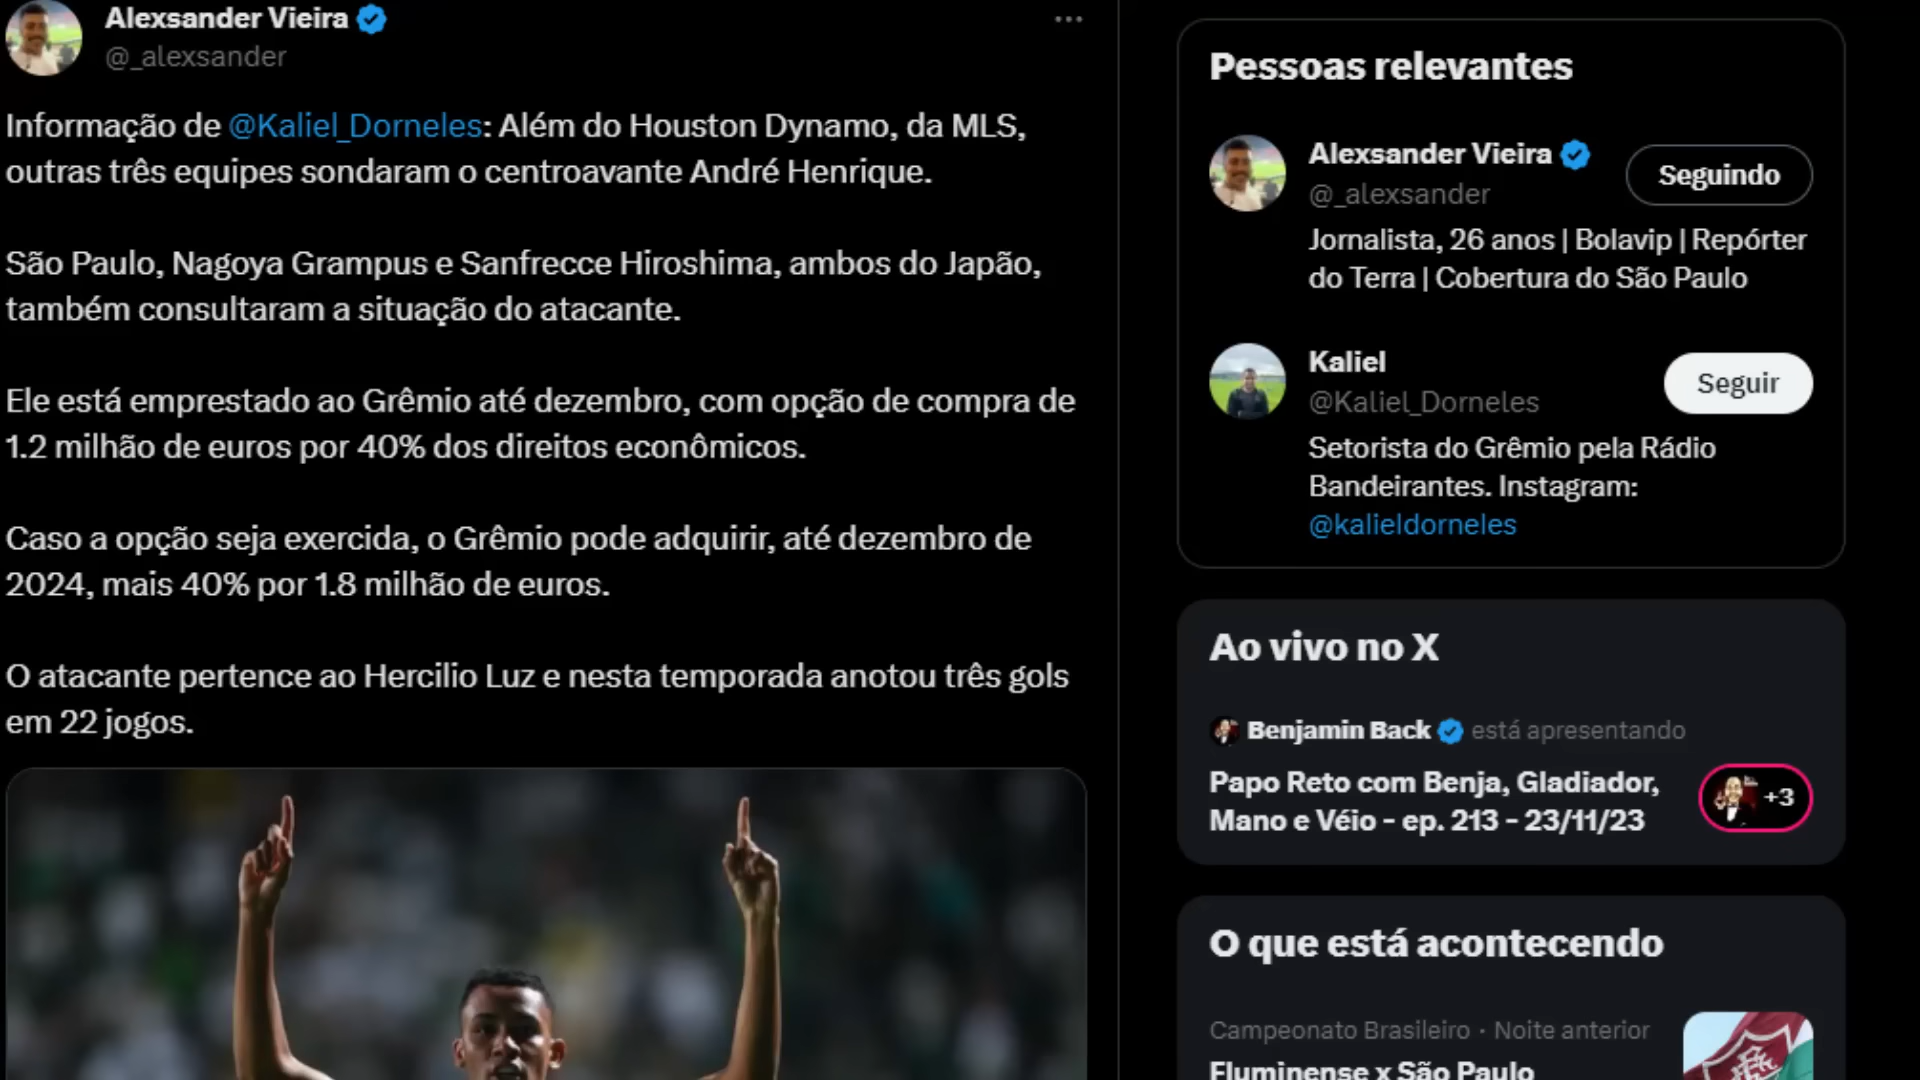 Alexsander Vieira
@_alexsander
Informação de @Kaliel_Dorneles: Além do Houston Dynamo, da MLS,
outras três equipes sondaram o centroavante André Henrique.
São Paulo, Nagoya Grampus e Sanfrecce Hiroshima, ambos do Japão,
também consultaram a situação do atacante.
Ele está emprestado ao Grêmio até dezembro, com opção de compra de
1.2 milhão de euros por 40% dos direitos econômicos.
Caso a opção seja exercida, o Grêmio pode adquirir, até dezembro de
2024, mais 40% por 1.8 milhão de euros.
O atacante pertence ao Hercilio Luz e nesta temporada anotou três gols
em 22 jogos.
Pessoas relevantes
Alexsander Vieira
@_alexsander
Seguindo
Jornalista, 26 anos | Bolavip | Repórter
do Terra | Cobertura do São Paulo
Kaliel
@Kaliel_Dorneles
Seguir
Setorista do Grêmio pela Rádio
Bandeirantes. Instagram:
@kalieldorneles
Ao vivo no X
Benjamin Back está apresentando
Papo Reto com Benja, Gladiador,
Mano e Véio - ep. 213 - 23/11/23
+3
O que está acontecendo
Campeonato Brasileiro · Noite anterior
Fluminense x São Paulo